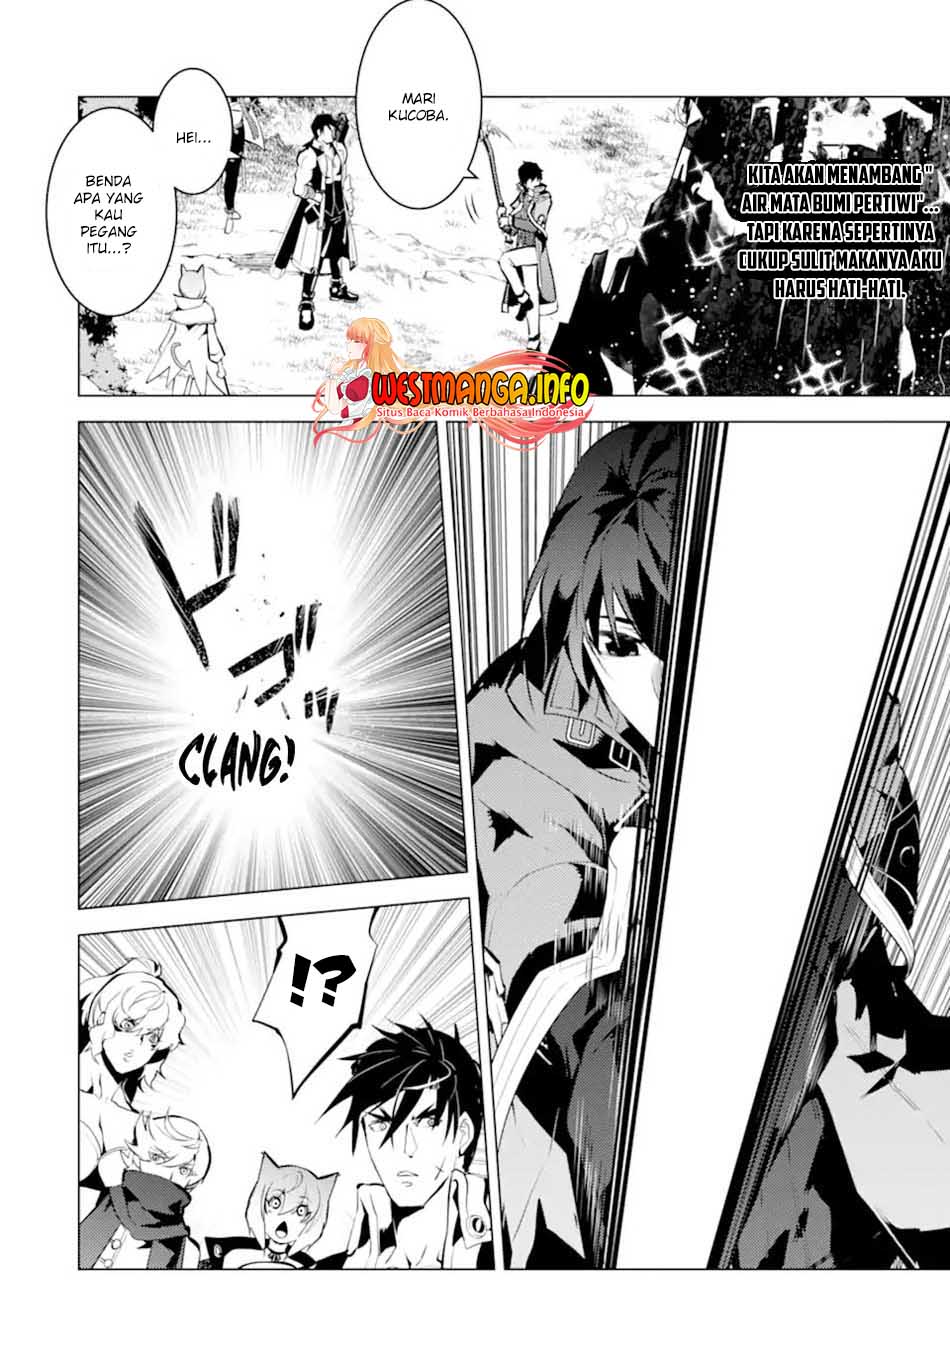 KITA AKAN MENAMBANG "
AIR MATA BUMI PERTIWI"...
TAPI KARENA SEPERTINYA
CUKUP SULIT MAKANYA AKU
HARUS HATI-HATI.
MARI
KUCOBA.
HEI...
BENDA
APA YANG
KAU
PEGANG
ITU...?
WESTMANGA.INFO
Situs Baca Komik Berbahasa Indonesia
ドゴッ
CLANG!
!?